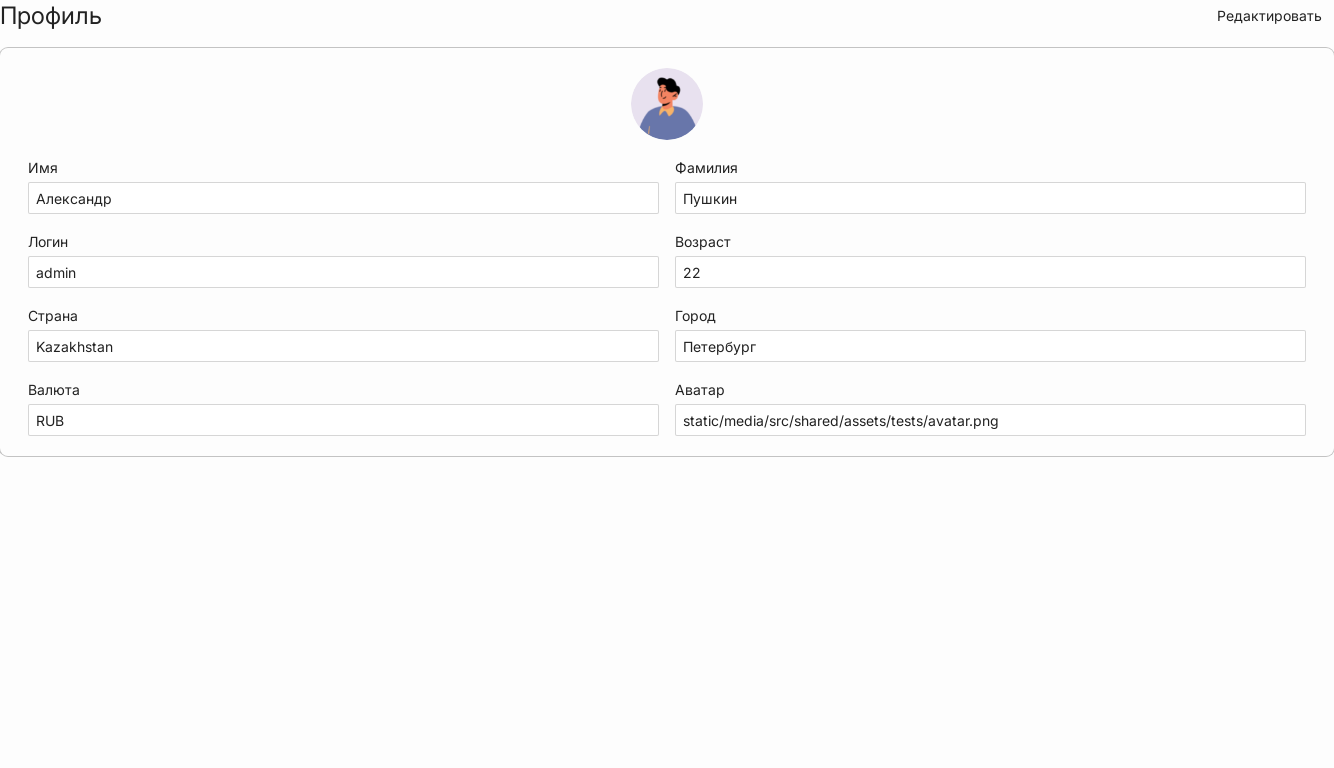 Профиль
Редактировать
Имя
Фамилия
Александр
Пушкин
Логин
Возраст
admin
22
Страна
Город
Kazakhstan
Петербург
Валюта
Аватар
RUB
static/media/src/shared/assets/tests/avatar.png